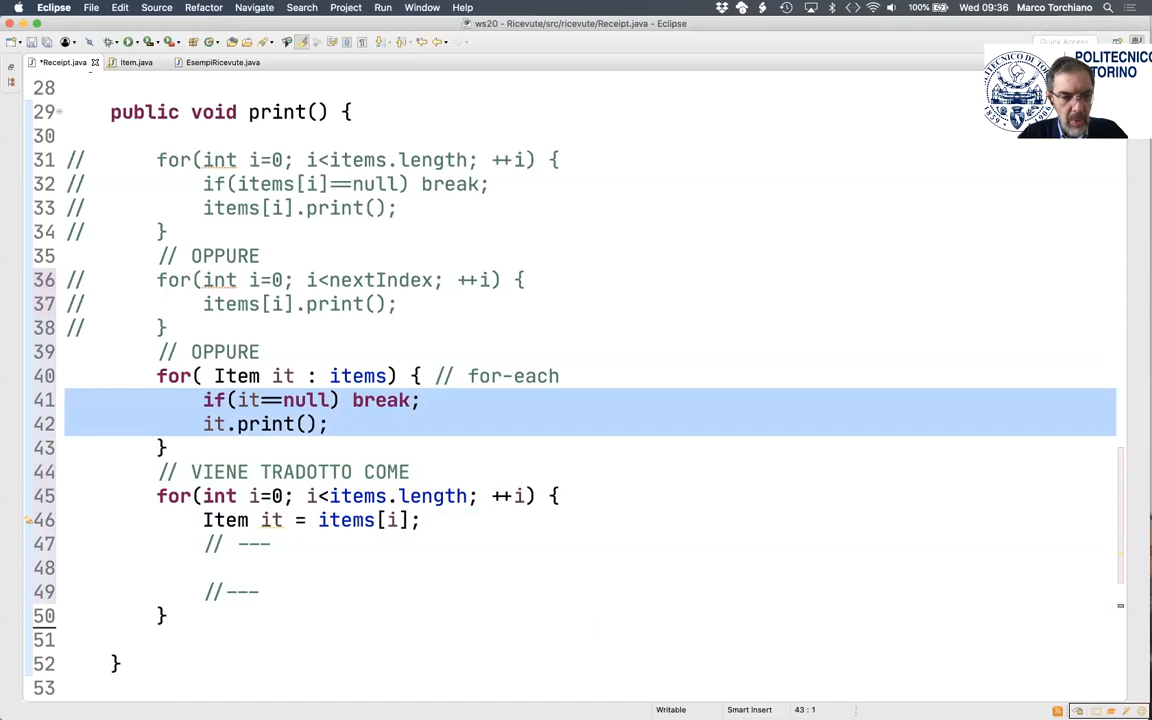 Eclipse File Edit Source Refactor Navigate Search Project Run Window Help 100% Wed 09:36 Marco Torchiano
ws20 - Ricevute/src/ricevute/Receipt.java - Eclipse
Quick Access
*Receipt.java Item.java EsempiRicevute.java
POLITECNICO
TORINO
28
29 public void print() {
30
31 // for(int i=0; i<items.length; ++i) {
32 // if(items[i]==null) break;
33 // items[i].print();
34 // }
35 // OPPURE
36 // for(int i=0; i<nextIndex; ++i) {
37 // items[i].print();
38 // }
39 // OPPURE
40 for( Item it : items) { // for-each
41 if(it==null) break;
42 it.print();
43 }
44 // VIENE TRADOTTO COME
45 for(int i=0; i<items.length; ++i) {
46 Item it = items[i];
47 // ---
48
49 //---
50 }
51
52 }
53
Writable Smart Insert 43 : 1